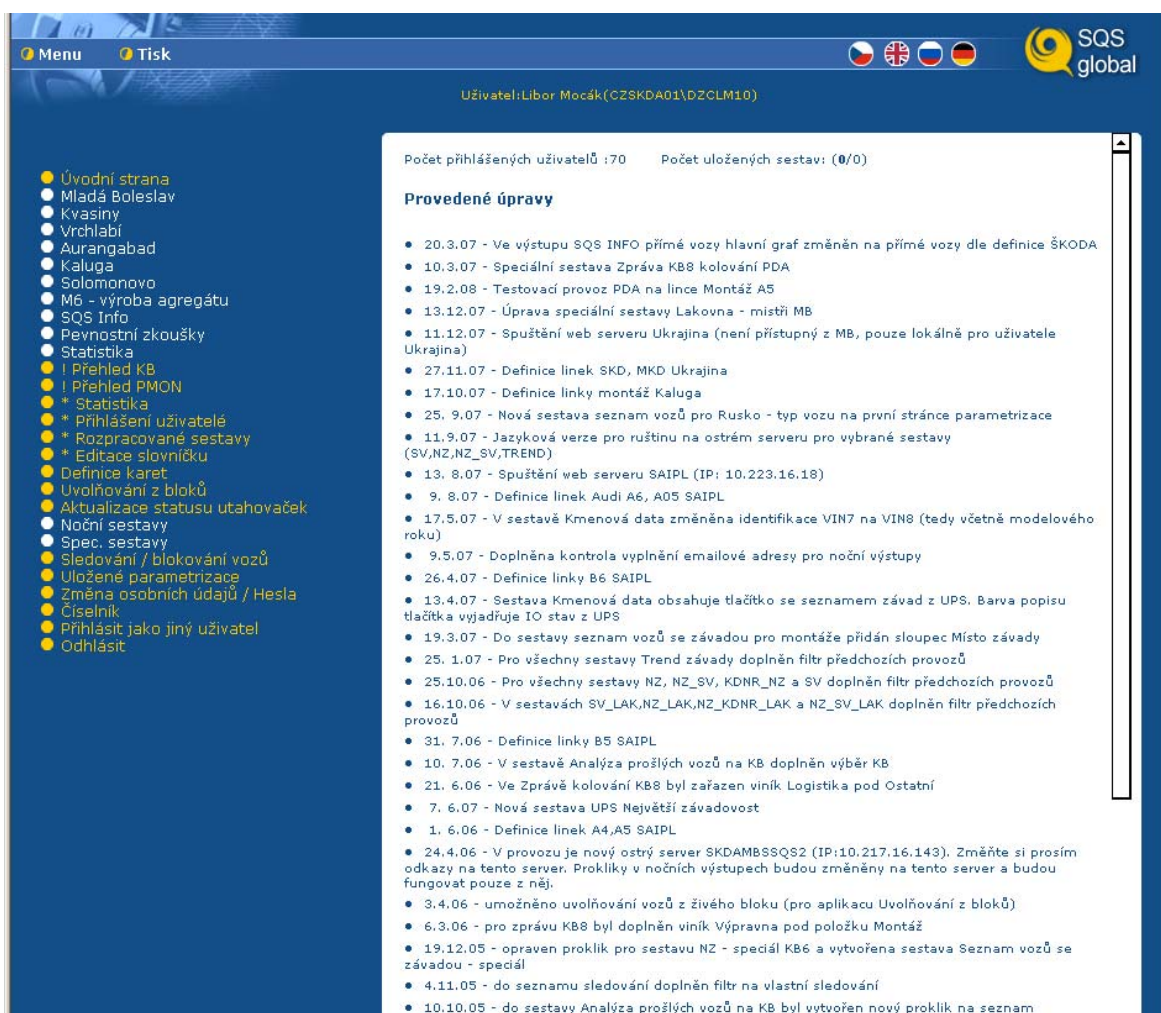 Menu
Tisk
SQS
global
Uživatel:Libor Mocák(CZSKDA01\DZCLM10)
Úvodní strana
Mladá Boleslav
Kvasiny
Vrchlabí
Aurangabad
Kaluga
Solomonovo
M6 - výroba agregátu
SQS Info
Pevnostní zkoušky
Statistika
! Přehled KB
! Přehled PMON
* Statistika
* Přihlášení uživatelé
* Rozpracované sestavy
* Editace slovníčku
Definice karet
Uvolňování z bloků
Aktualizace statusu utahovaček
Noční sestavy
Spec. sestavy
Sledování / blokování vozů
Uložené parametrizace
Změna osobních údajů / Hesla
Číselník
Přihlásit jako jiný uživatel
Odhlásit
Počet přihlášených uživatelů :70 Počet uložených sestav: (0/0)
Provedené úpravy
• 20.3.07 - Ve výstupu SQS INFO přímé vozy hlavní graf změněn na přímé vozy dle definice ŠKODA
• 10.3.07 - Speciální sestava Zpráva KB8 kolování PDA
• 19.2.08 - Testovací provoz PDA na lince Montáž A5
• 13.12.07 - Úprava speciální sestavy Lakovna - mistři MB
• 11.12.07 - Spuštění web serveru Ukrajina (není přístupný z MB, pouze lokálně pro uživatele
Ukrajina)
• 27.11.07 - Definice linek SKD, MKD Ukrajina
• 17.10.07 - Definice linky montáž Kaluga
• 25. 9.07 - Nová sestava seznam vozů pro Rusko - typ vozu na první stránce parametrizace
• 11.9.07 - Jazyková verze pro ruštinu na ostrém serveru pro vybrané sestavy
(SV,NZ,NZ_SV,TREND)
• 13. 8.07 - Spuštění web serveru SAIPL (IP: 10.223.16.18)
• 9. 8.07 - Definice linek Audi A6, A05 SAIPL
• 17.5.07 - V sestavě Kmenová data změněna identifikace VIN7 na VIN8 (tedy včetně modelového
roku)
• 9.5.07 - Doplněna kontrola vyplnění emailové adresy pro noční výstupy
• 26.4.07 - Definice linky B6 SAIPL
• 13.4.07 - Sestava Kmenová data obsahuje tlačítko se seznamem závad z UPS. Barva popisu
tlačítka vyjadřuje IO stav z UPS
• 19.3.07 - Do sestavy seznam vozů se závadou pro montáže přidán sloupec Místo závady
• 25. 1.07 - Pro všechny sestavy Trend závady doplněn filtr předchozích provozů
• 25.10.06 - Pro všechny sestavy NZ, NZ_SV, KDNR_NZ a SV doplněn filtr předchozích provozů
• 16.10.06 - V sestavách SV_LAK,NZ_LAK,NZ_KDNR_LAK a NZ_SV_LAK doplněn filtr předchozích
provozů
• 31. 7.06 - Definice linky B5 SAIPL
• 10. 7.06 - V sestavě Analýza prošlých vozů na KB doplněn výběr KB
• 21. 6.06 - Ve Zprávě kolování KB8 byl zařazen viník Logistika pod Ostatní
• 7. 6.07 - Nová sestava UPS Největší závadovost
• 1. 6.06 - Definice linek A4,A5 SAIPL
• 24.4.06 - V provozu je nový ostrý server SKDAMBSSQS2 (IP:10.217.16.143). Změňte si prosím
odkazy na tento server. Prokliky v nočních výstupech budou změněny na tento server a budou
fungovat pouze z něj.
• 3.4.06 - umožněno uvolňování vozů z živého bloku (pro aplikacu Uvolňování z bloků)
• 6.3.06 - pro zprávu KB8 byl doplněn viník Výpravna pod položku Montáž
• 19.12.05 - opraven proklik pro sestavu NZ - speciál KB6 a vytvořena sestava Seznam vozů se
závadou - speciál
• 4.11.05 - do seznamu sledování doplněn filtr na vlastní sledování
• 10.10.05 - do sestavy Analýza prošlých vozů na KB byl vytvořen nový proklik na seznam